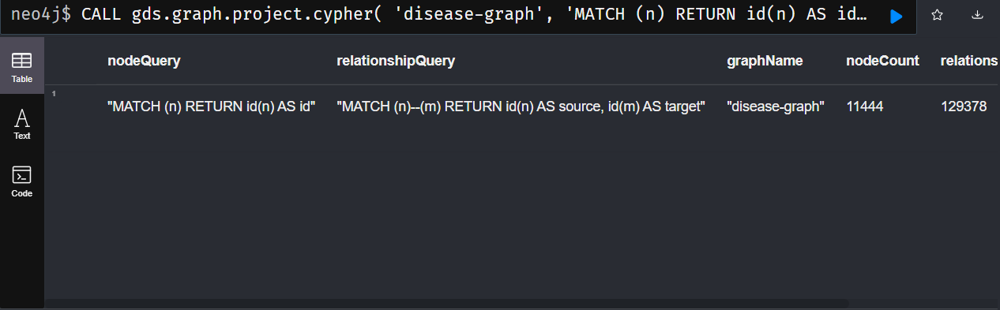 neo4j$ CALL gds.graph.project.cypher( 'disease-graph', 'MATCH (n) RETURN id(n) AS id…
Table
nodeQuery relationshipQuery graphName nodeCount relations
1
"MATCH (n) RETURN id(n) AS id" "MATCH (n)--(m) RETURN id(n) AS source, id(m) AS target" "disease-graph" 11444 129378
Text
Code